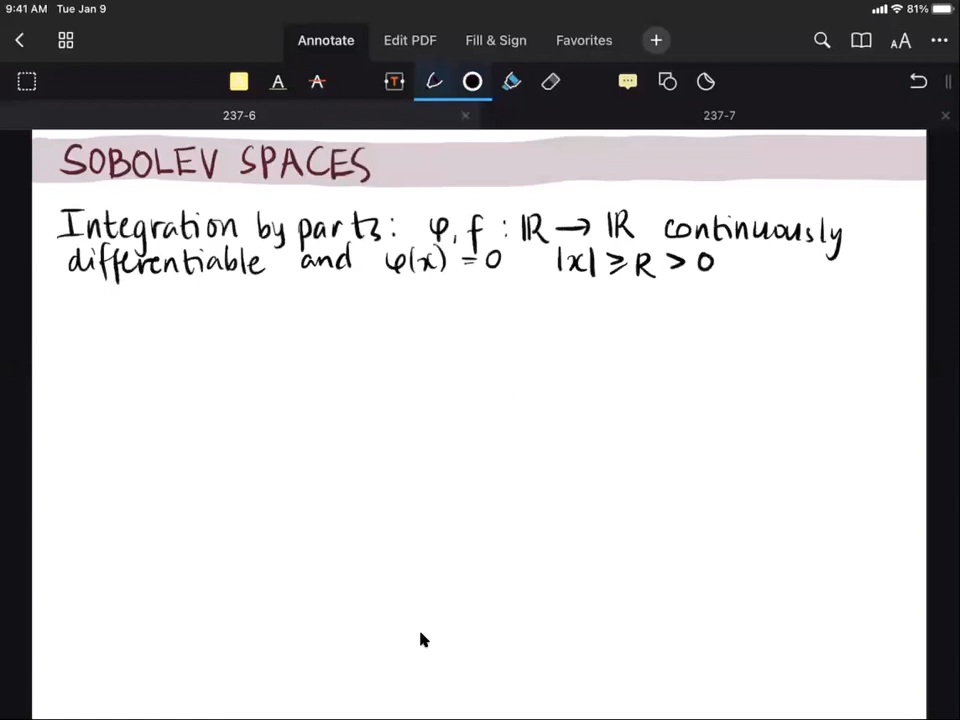 9:41 AM Tue Jan 9 81%
Annotate Edit PDF Fill & Sign Favorites
237-6 237-7
SOBOLEV SPACES
Integration by parts: φ, f : ℝ → ℝ continuously
differentiable and φ(x) = 0 |x| ≥ R > 0